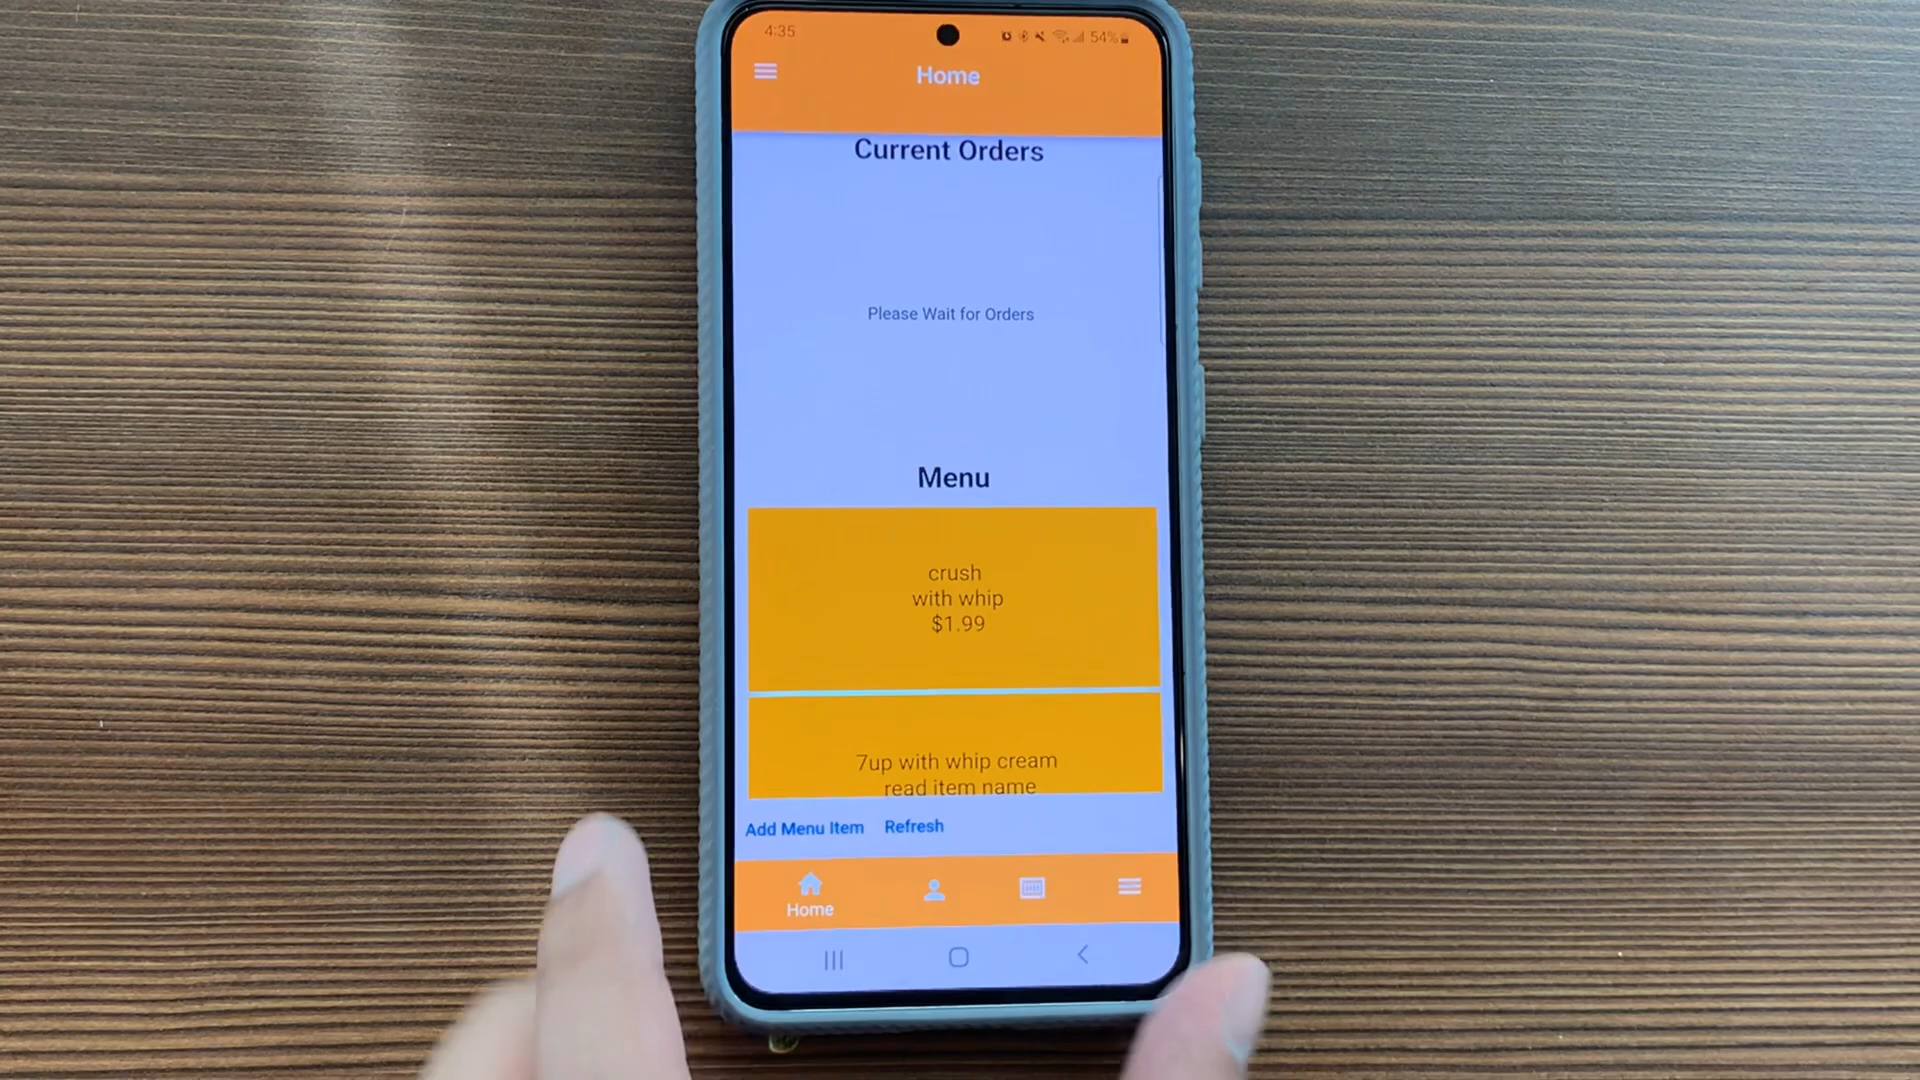 4:35
54%
Home
Current Orders
Please Wait for Orders
Menu
crush
with whip
$1.99
7up with whip cream
read item name
Add Menu Item Refresh
Home